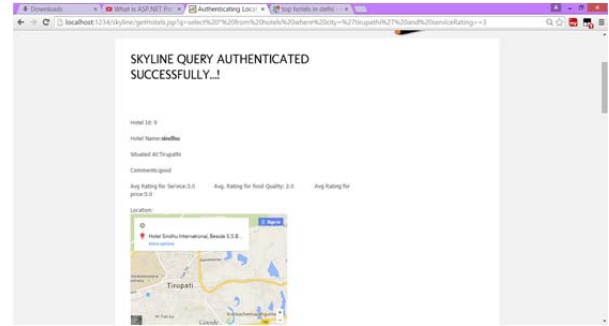 Downloads
What is ASP.NET Po
Authenticating Locat
top hotels in delhi
localhost:1234/skyline/getHotels.jsp?q=select%20*%20from%20hotels%20where%20city=%27tirupathi%27%20and%20serviceRating>=3
SKYLINE QUERY AUTHENTICATED
SUCCESSFULLY...!
Hotel Id: 9
Hotel Name:sindhu
Situated At:Tirupathi
Comments:good
Avg Rating for Service:3.0 Avg. Rating for food Quality: 2.0 Avg Rating for
price:5.0
Location:
Sign in
Hotel Sindhu International, Beside S.S.B...
More options
Tirupati
Google